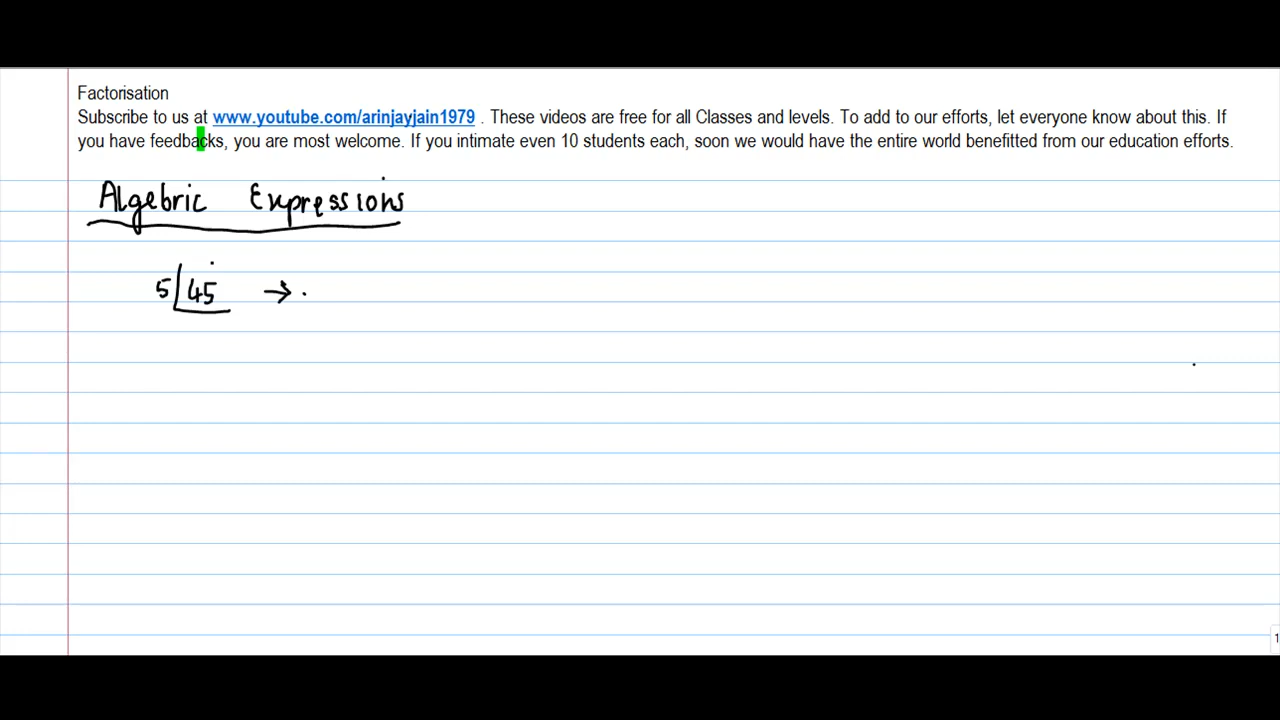 Factorisation
Subscribe to us at www.youtube.com/arinjayjain1979 . These videos are free for all Classes and levels. To add to our efforts, let everyone know about this. If
you have feedbacks, you are most welcome. If you intimate even 10 students each, soon we would have the entire world benefitted from our education efforts.
Algebric Expressions
5 | 45 →
1